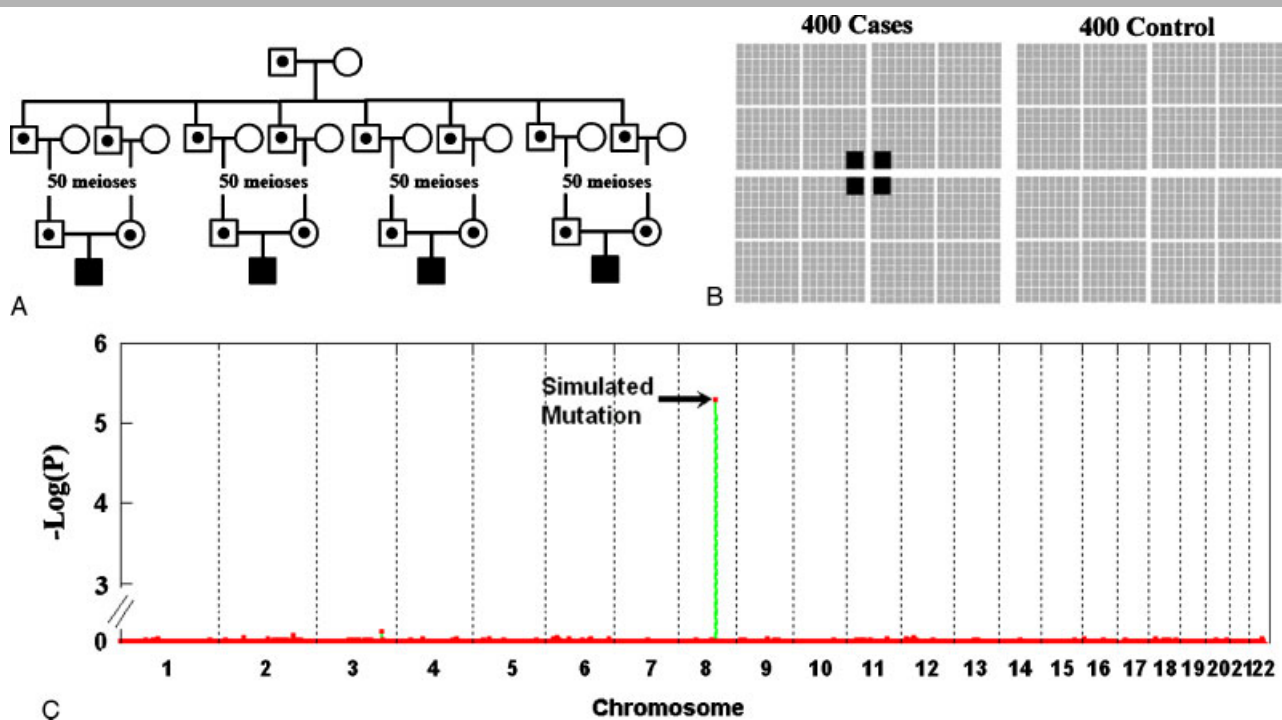 400 Cases
400 Control
50 meioses
50 meioses
50 meioses
50 meioses
A
B
6
5
4
3
0
-Log(P)
Simulated
Mutation
1 2 3 4 5 6 7 8 9 10 11 12 13 14 15 16 17 18 19 20 21 22
Chromosome
C